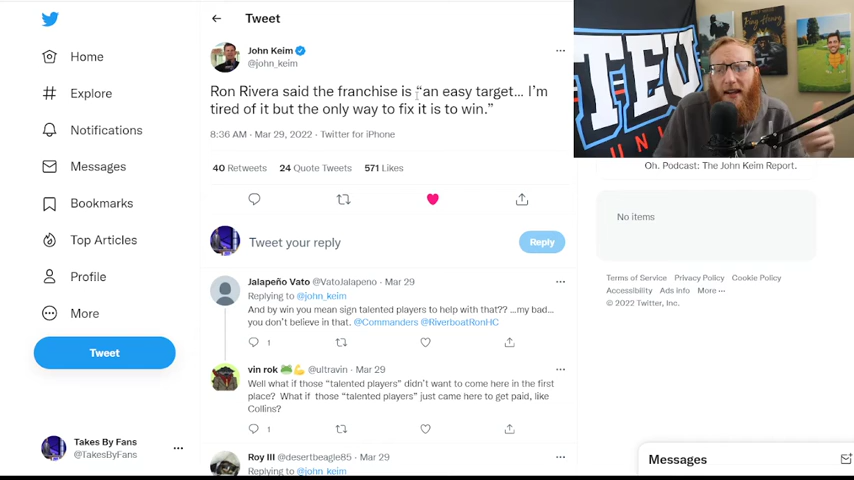 Tweet
Home
Explore
Notifications
Messages
Bookmarks
Top Articles
Profile
More
Tweet
Takes By Fans
@TakesByFans
John Keim
@john_keim
Ron Rivera said the franchise is “an easy target... I’m
tired of it but the only way to fix it is to win.”
8:36 AM · Mar 29, 2022 · Twitter for iPhone
40 Retweets 24 Quote Tweets 571 Likes
Tweet your reply
Reply
Jalapeño Vato @VatoJalapeno · Mar 29
Replying to @john_keim
And by win you mean sign talented players to help with that?? ...my bad...
you don’t believe in that. @Commanders @RiverboatRonHC
1
vin rok @ultravin · Mar 29
Well what if those “talented players” didn’t want to come here in the first
place? What if those “talented players” just came here to get paid, like
Collins?
1
Roy III @desertbeagle85 · Mar 29
Replying to @john_keim
TEU
UNI
King Henry
Oh. Podcast: The John Keim Report.
No items
Terms of Service Privacy Policy Cookie Policy
Accessibility Ads Info More ...
© 2022 Twitter, Inc.
Messages